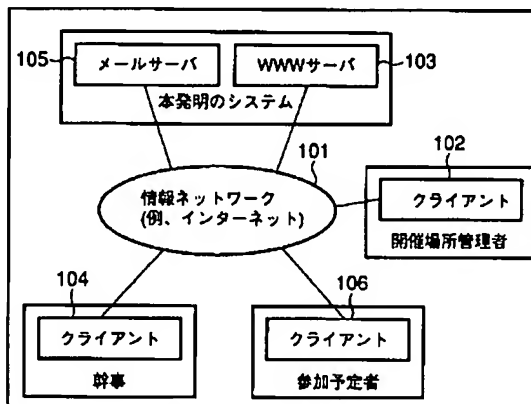 105
メールサーバ
WWWサーバ
103
本発明のシステム
101
情報ネットワーク
(例、インターネット)
102
クライアント
開催場所管理者
104
クライアント
幹事
106
クライアント
参加予定者